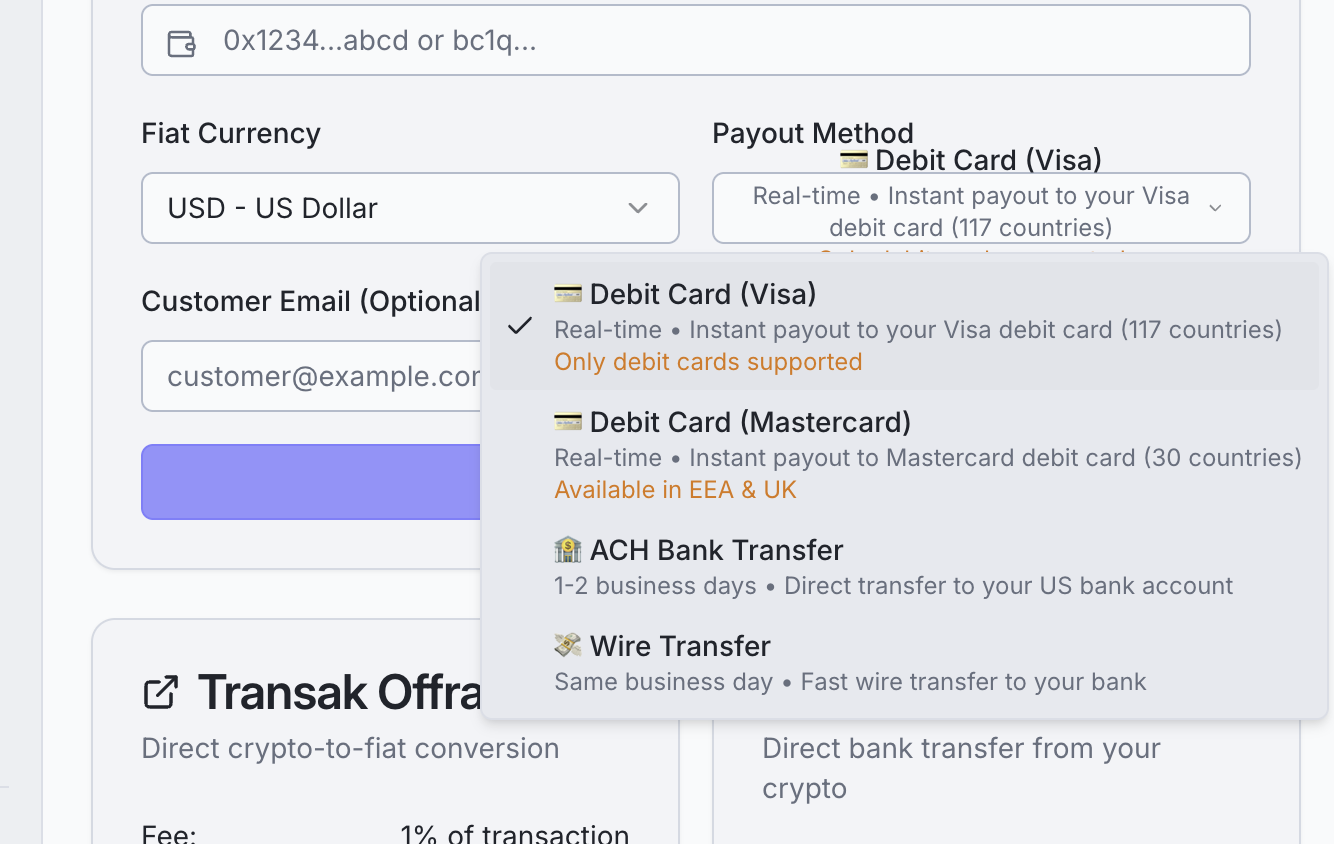 0x1234...abcd or bc1q...
Fiat Currency
Payout Method
USD - US Dollar
💳 Debit Card (Visa)
Real-time • Instant payout to your Visa
debit card (117 countries)
Customer Email (Optional
customer@example.cor
💳 Debit Card (Visa)
Real-time • Instant payout to your Visa debit card (117 countries)
Only debit cards supported
💳 Debit Card (Mastercard)
Real-time • Instant payout to Mastercard debit card (30 countries)
Available in EEA & UK
🏦 ACH Bank Transfer
1-2 business days • Direct transfer to your US bank account
💸 Wire Transfer
Same business day • Fast wire transfer to your bank
Transak Offra
Direct crypto-to-fiat conversion
Fee:
1% of transaction
Direct bank transfer from your
crypto